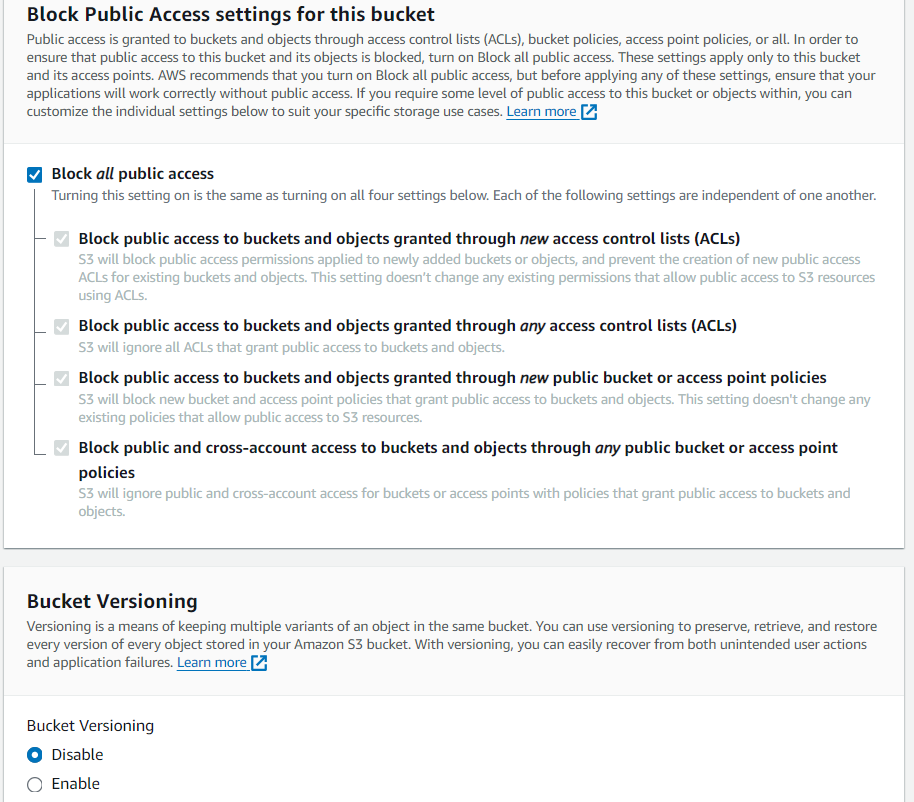 Block Public Access settings for this bucket
Public access is granted to buckets and objects through access control lists (ACLs), bucket policies, access point policies, or all. In order to
ensure that public access to this bucket and its objects is blocked, turn on Block all public access. These settings apply only to this bucket
and its access points. AWS recommends that you turn on Block all public access, but before applying any of these settings, ensure that your
applications will work correctly without public access. If you require some level of public access to this bucket or objects within, you can
customize the individual settings below to suit your specific storage use cases. Learn more
Block all public access
Turning this setting on is the same as turning on all four settings below. Each of the following settings are independent of one another.
Block public access to buckets and objects granted through new access control lists (ACLs)
S3 will block public access permissions applied to newly added buckets or objects, and prevent the creation of new public access
ACLs for existing buckets and objects. This setting doesn't change any existing permissions that allow public access to S3 resources
using ACLs.
Block public access to buckets and objects granted through any access control lists (ACLs)
S3 will ignore all ACLs that grant public access to buckets and objects.
Block public access to buckets and objects granted through new public bucket or access point policies
S3 will block new bucket and access point policies that grant public access to buckets and objects. This setting doesn't change any
existing policies that allow public access to S3 resources.
Block public and cross-account access to buckets and objects through any public bucket or access point
policies
S3 will ignore public and cross-account access for buckets or access points with policies that grant public access to buckets and
objects.
Bucket Versioning
Versioning is a means of keeping multiple variants of an object in the same bucket. You can use versioning to preserve, retrieve, and restore
every version of every object stored in your Amazon S3 bucket. With versioning, you can easily recover from both unintended user actions
and application failures. Learn more
Bucket Versioning
Disable
Enable